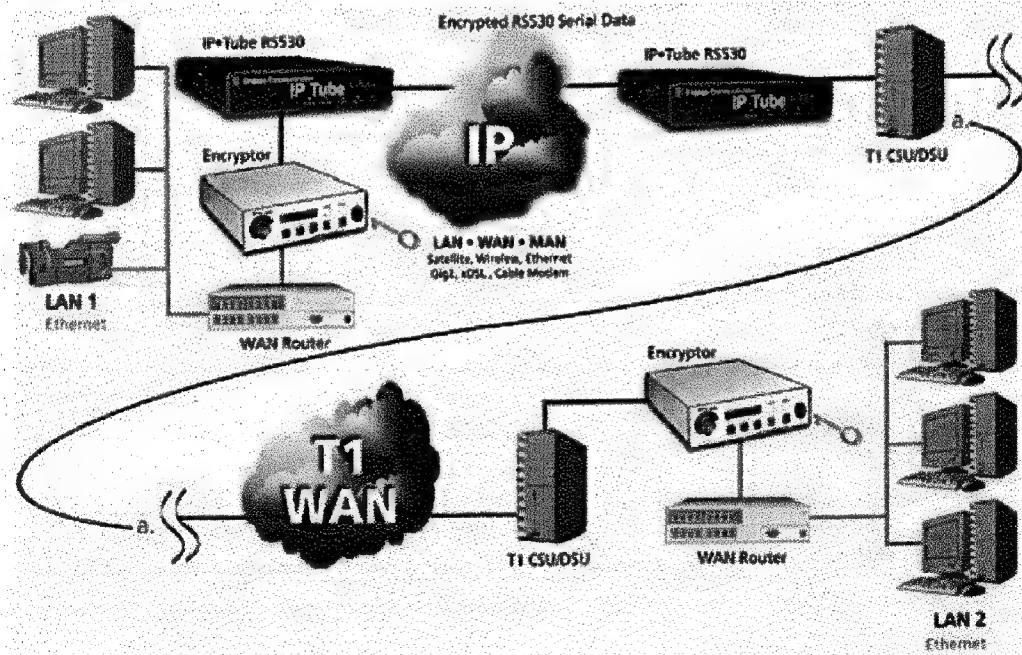 Encrypted RS530 Serial Data
IP•Tube RS530
IP•Tube RS530
IP Tube
IP Tube
IP
a.
T1 CSU/DSU
Encryptor
LAN • WAN • MAN
Satellite, Wireless, Ethernet
GigE, xDSL, Cable Modem
LAN 1
Ethernet
WAN Router
Encryptor
T1
WAN
a.
T1 CSU/DSU
WAN Router
LAN 2
Ethernet